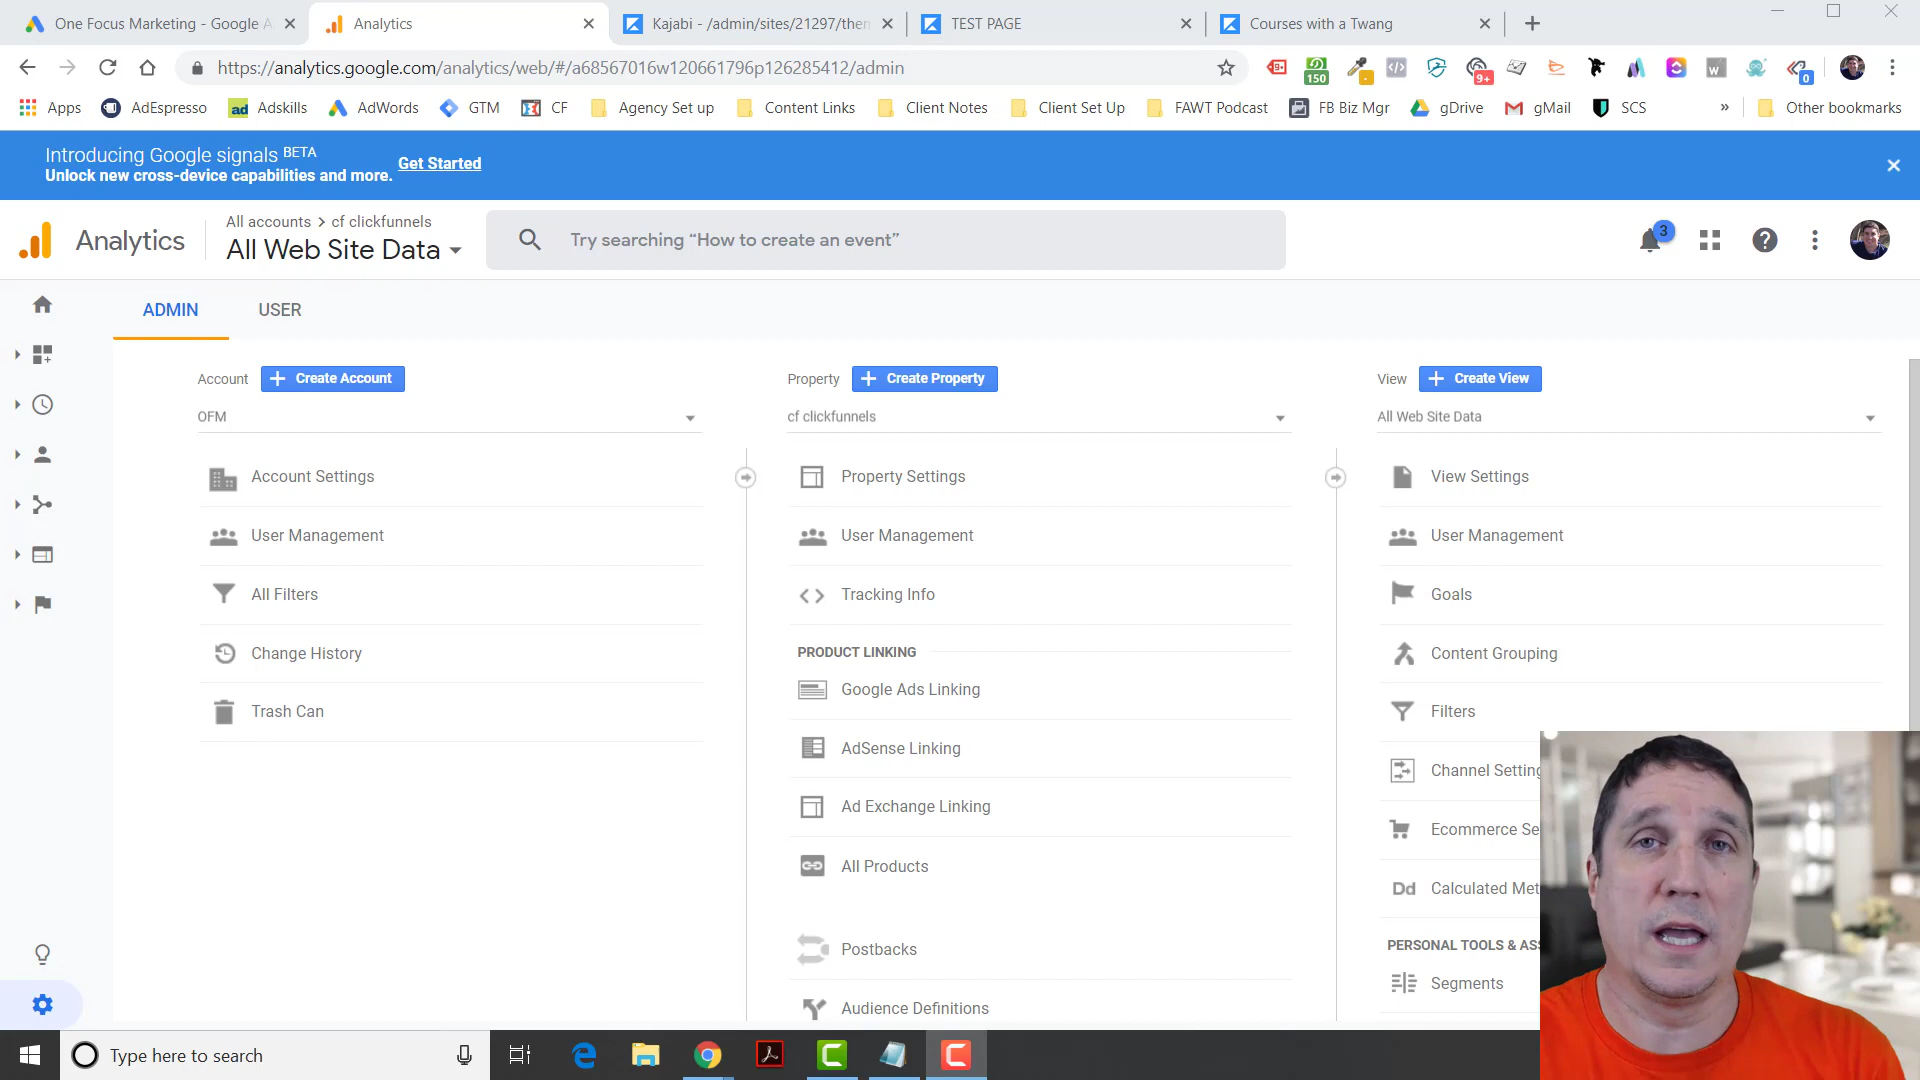 One Focus Marketing - Google A
Analytics
Kajabi - /admin/sites/21297/them
TEST PAGE
Courses with a Twang
https://analytics.google.com/analytics/web/#/a68567016w120661796p126285412/admin
150
9+
0
Apps
AdEspresso
ad
Adskills
AdWords
GTM
CF
Agency Set up
Content Links
Client Notes
Client Set Up
FAWT Podcast
FB Biz Mgr
gDrive
gMail
SCS
»
Other bookmarks
Introducing Google signals BETA
Unlock new cross-device capabilities and more.
Get Started
Analytics
All accounts > cf clickfunnels
All Web Site Data
Try searching “How to create an event”
3
ADMIN
USER
Account
Create Account
Property
Create Property
View
Create View
OFM
cf clickfunnels
All Web Site Data
Account Settings
User Management
All Filters
Change History
Trash Can
Property Settings
User Management
Tracking Info
PRODUCT LINKING
Google Ads Linking
AdSense Linking
Ad Exchange Linking
All Products
Postbacks
Audience Definitions
View Settings
User Management
Goals
Content Grouping
Filters
Channel Setting
Ecommerce Se
Dd
Calculated Met
PERSONAL TOOLS & ASS
Segments
Type here to search